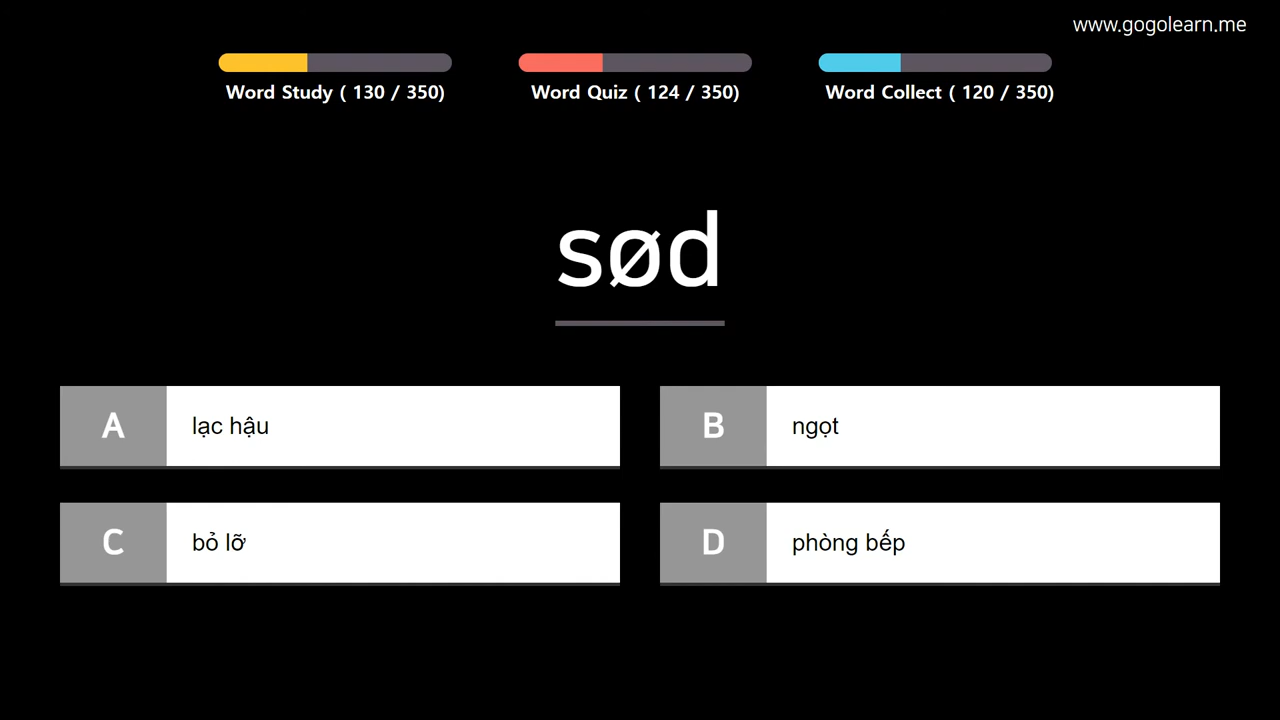 www.gogolearn.me
Word Study ( 130 / 350)
Word Quiz ( 124 / 350)
Word Collect ( 120 / 350)
sød
A
lạc hậu
B
ngọt
C
bỏ lỡ
D
phòng bếp